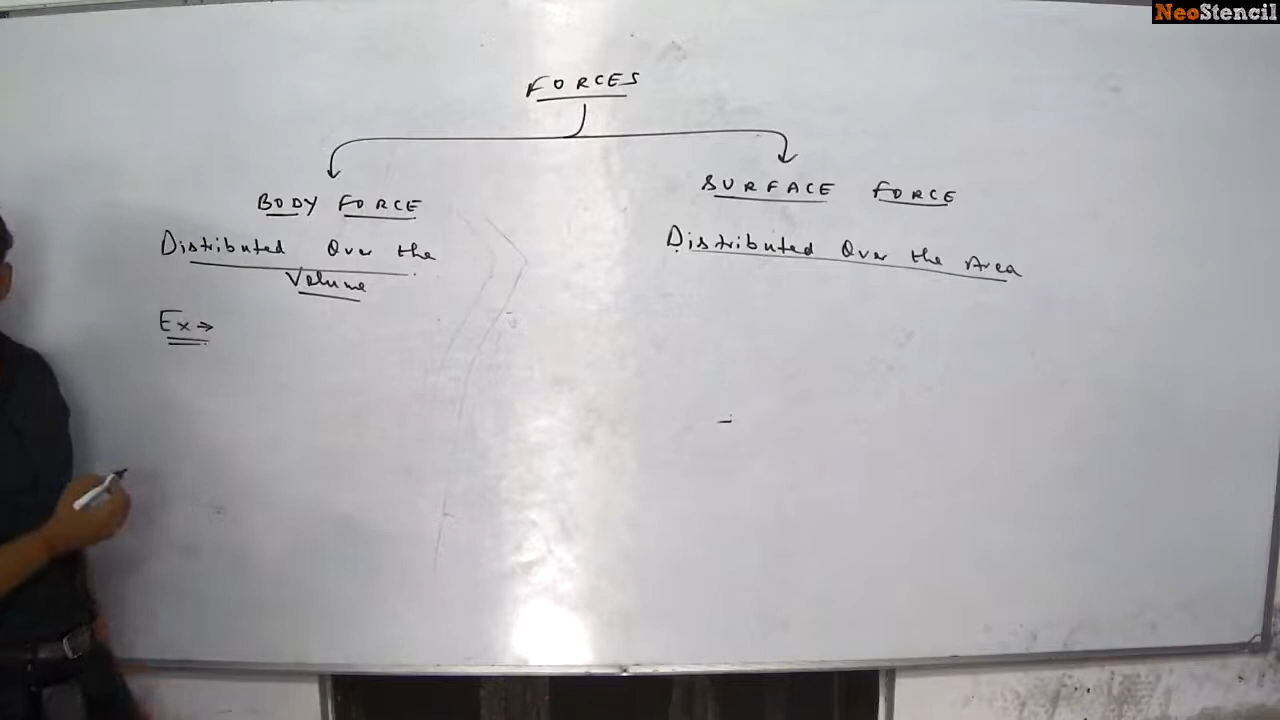 NeoStencil
FORCES
BODY FORCE
Distributed Over the
Volume
Ex →
SURFACE FORCE
Distributed Over the Area